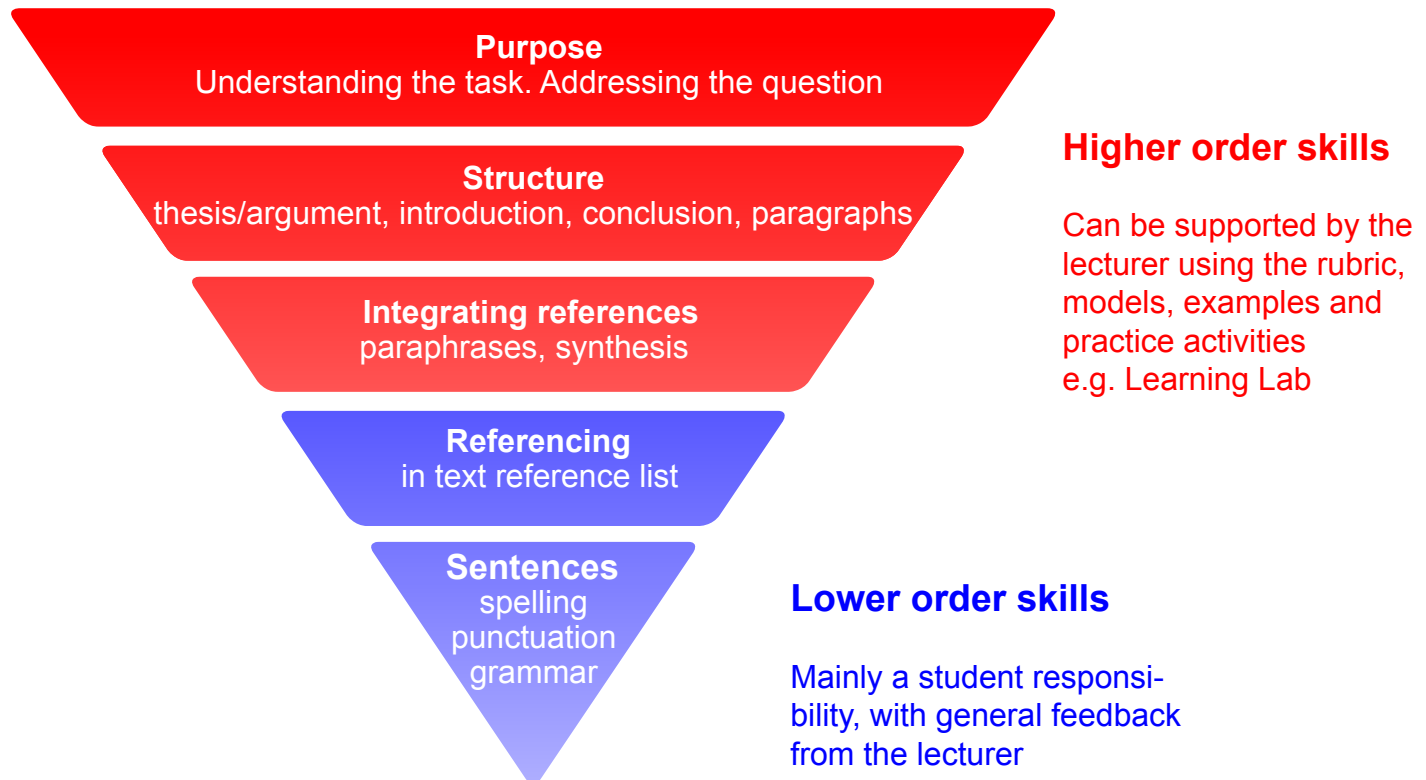 Purpose
Understanding the task. Addressing the question
Structure
thesis/argument, introduction, conclusion, paragraphs
Integrating references
paraphrases, synthesis
Referencing
in text reference list
Sentences
spelling
punctuation
grammar
Higher order skills
Can be supported by the
lecturer using the rubric,
models, examples and
practice activities
e.g. Learning Lab
Lower order skills
Mainly a student responsi-
bility, with general feedback
from the lecturer